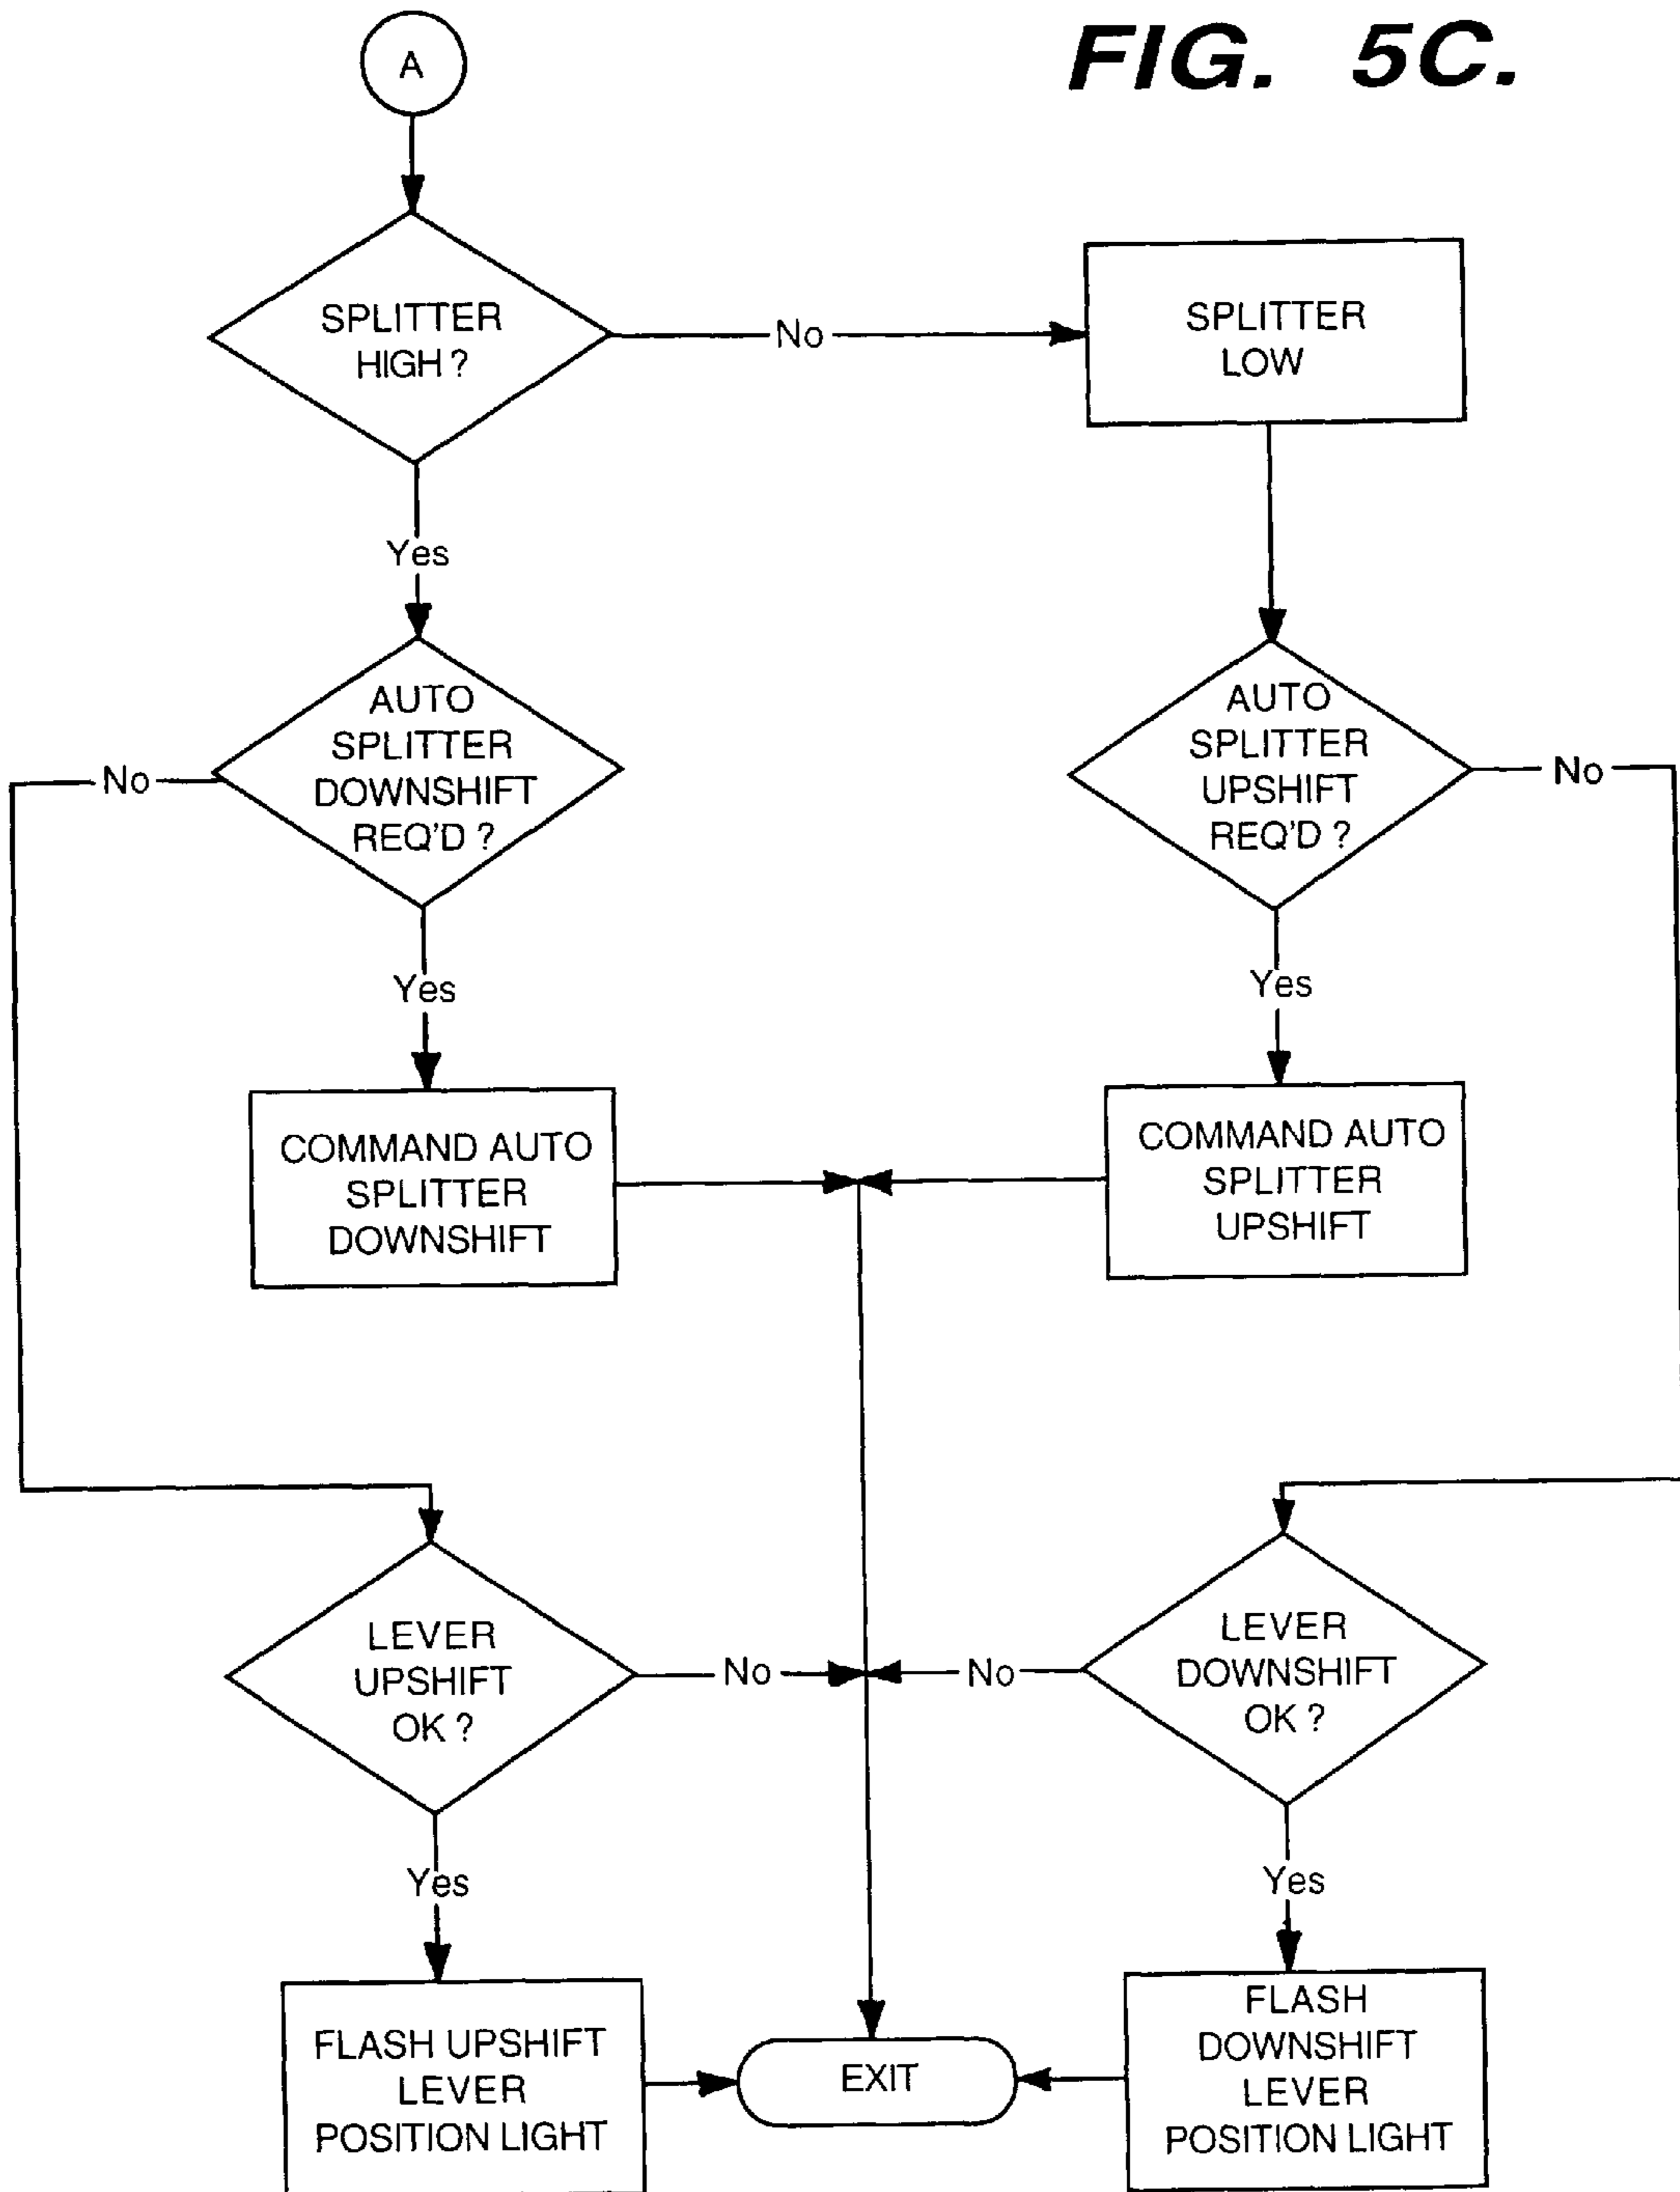 FIG. 5C.
A
SPLITTER
HIGH ?
No
SPLITTER
LOW
Yes
AUTO
SPLITTER
DOWNSHIFT
REQ'D ?
No
AUTO
SPLITTER
UPSHIFT
REQ'D ?
No
Yes
Yes
COMMAND AUTO
SPLITTER
DOWNSHIFT
COMMAND AUTO
SPLITTER
UPSHIFT
LEVER
UPSHIFT
OK ?
No
No
LEVER
DOWNSHIFT
OK ?
Yes
Yes
FLASH UPSHIFT
LEVER
POSITION LIGHT
EXIT
FLASH
DOWNSHIFT
LEVER
POSITION LIGHT